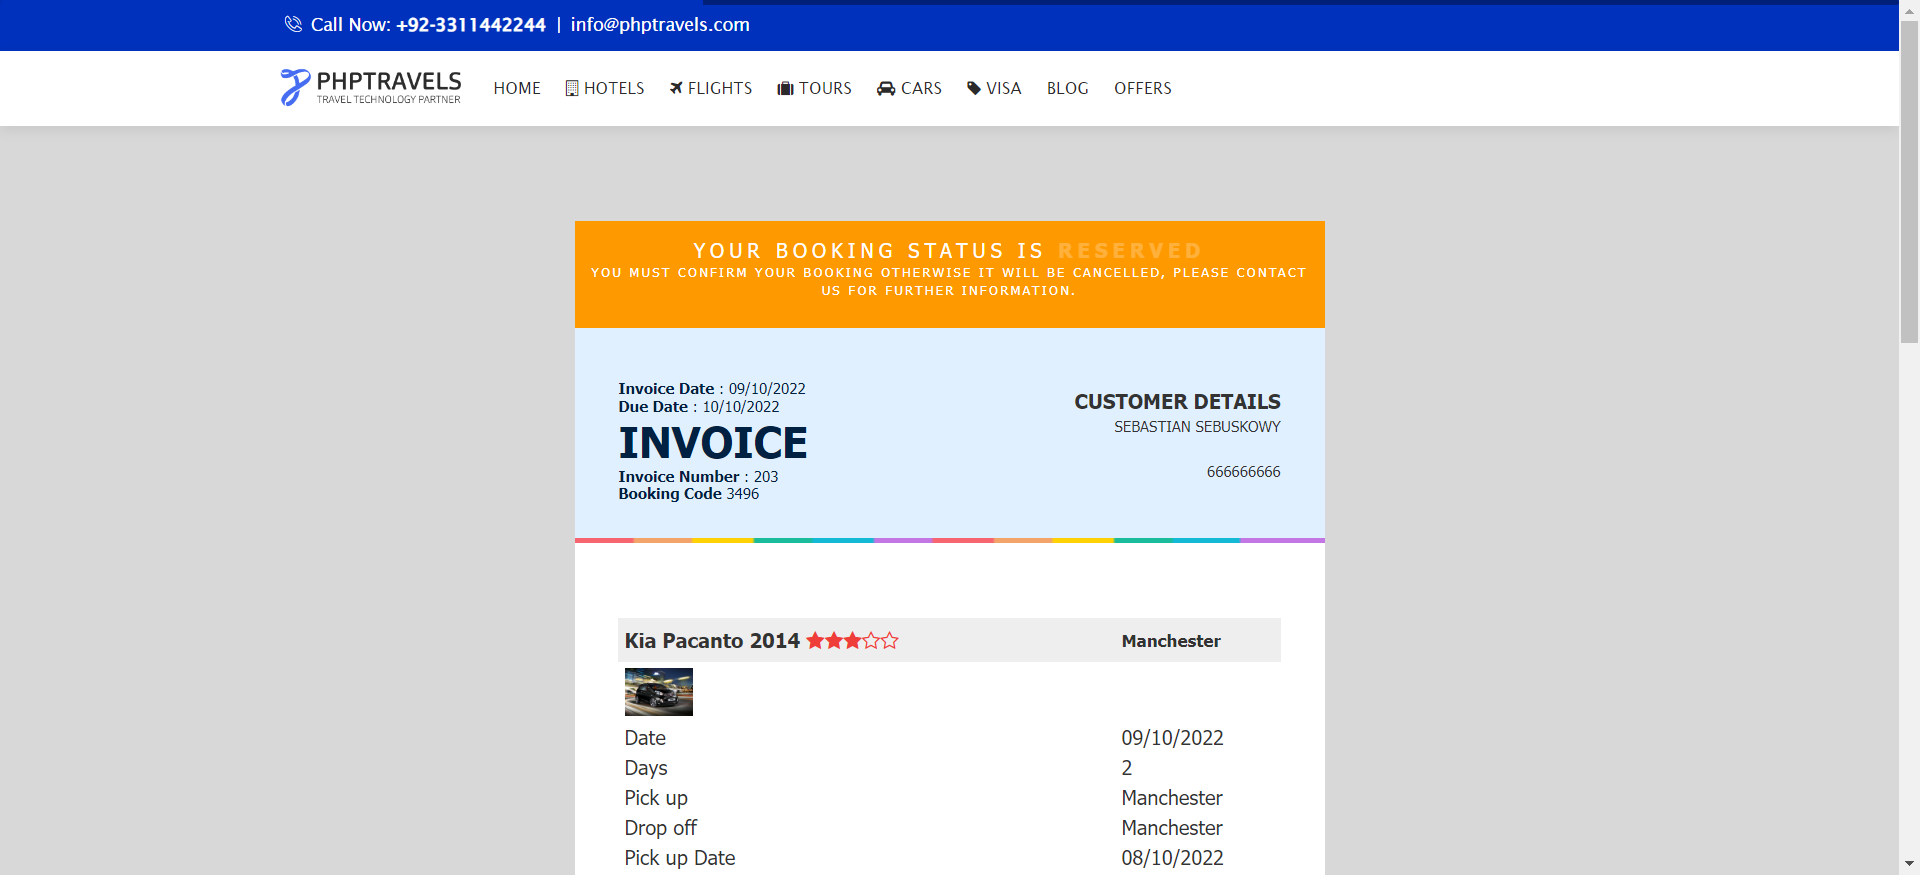 Call Now: +92-3311442244 | info@phptravels.com
PHPTRAVELS
TRAVEL TECHNOLOGY PARTNER
HOME HOTELS FLIGHTS TOURS CARS VISA BLOG OFFERS
YOUR BOOKING STATUS IS RESERVED
YOU MUST CONFIRM YOUR BOOKING OTHERWISE IT WILL BE CANCELLED, PLEASE CONTACT
US FOR FURTHER INFORMATION.
Invoice Date : 09/10/2022
Due Date : 10/10/2022
INVOICE
Invoice Number : 203
Booking Code 3496
CUSTOMER DETAILS
SEBASTIAN SEBUSKOWY
666666666
Kia Pacanto 2014 Manchester
Date 09/10/2022
Days 2
Pick up Manchester
Drop off Manchester
Pick up Date 08/10/2022